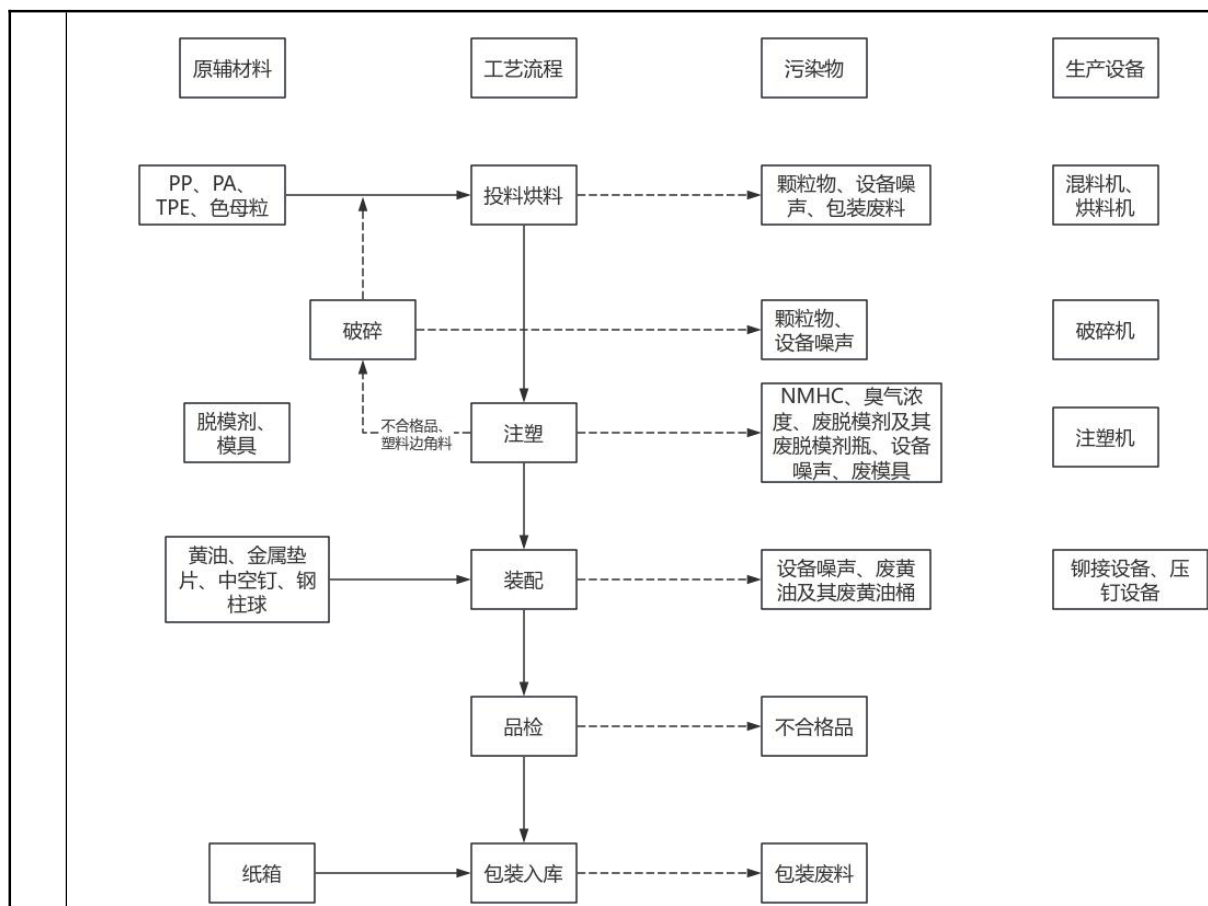 原辅材料
工艺流程
污染物
生产设备
PP、PA、
TPE、色母粒
投料烘料
颗粒物、设备噪
声、包装废料
混料机、
烘料机
破碎
颗粒物、
设备噪声
破碎机
脱模剂、
模具
不合格品、
塑料边角料
注塑
NMHC、臭气浓
度、废脱模剂及其
废脱模剂瓶、设备
噪声、废模具
注塑机
黄油、金属垫
片、中空钉、钢
柱球
装配
设备噪声、废黄
油及其废黄油桶
铆接设备、压
钉设备
品检
不合格品
纸箱
包装入库
包装废料